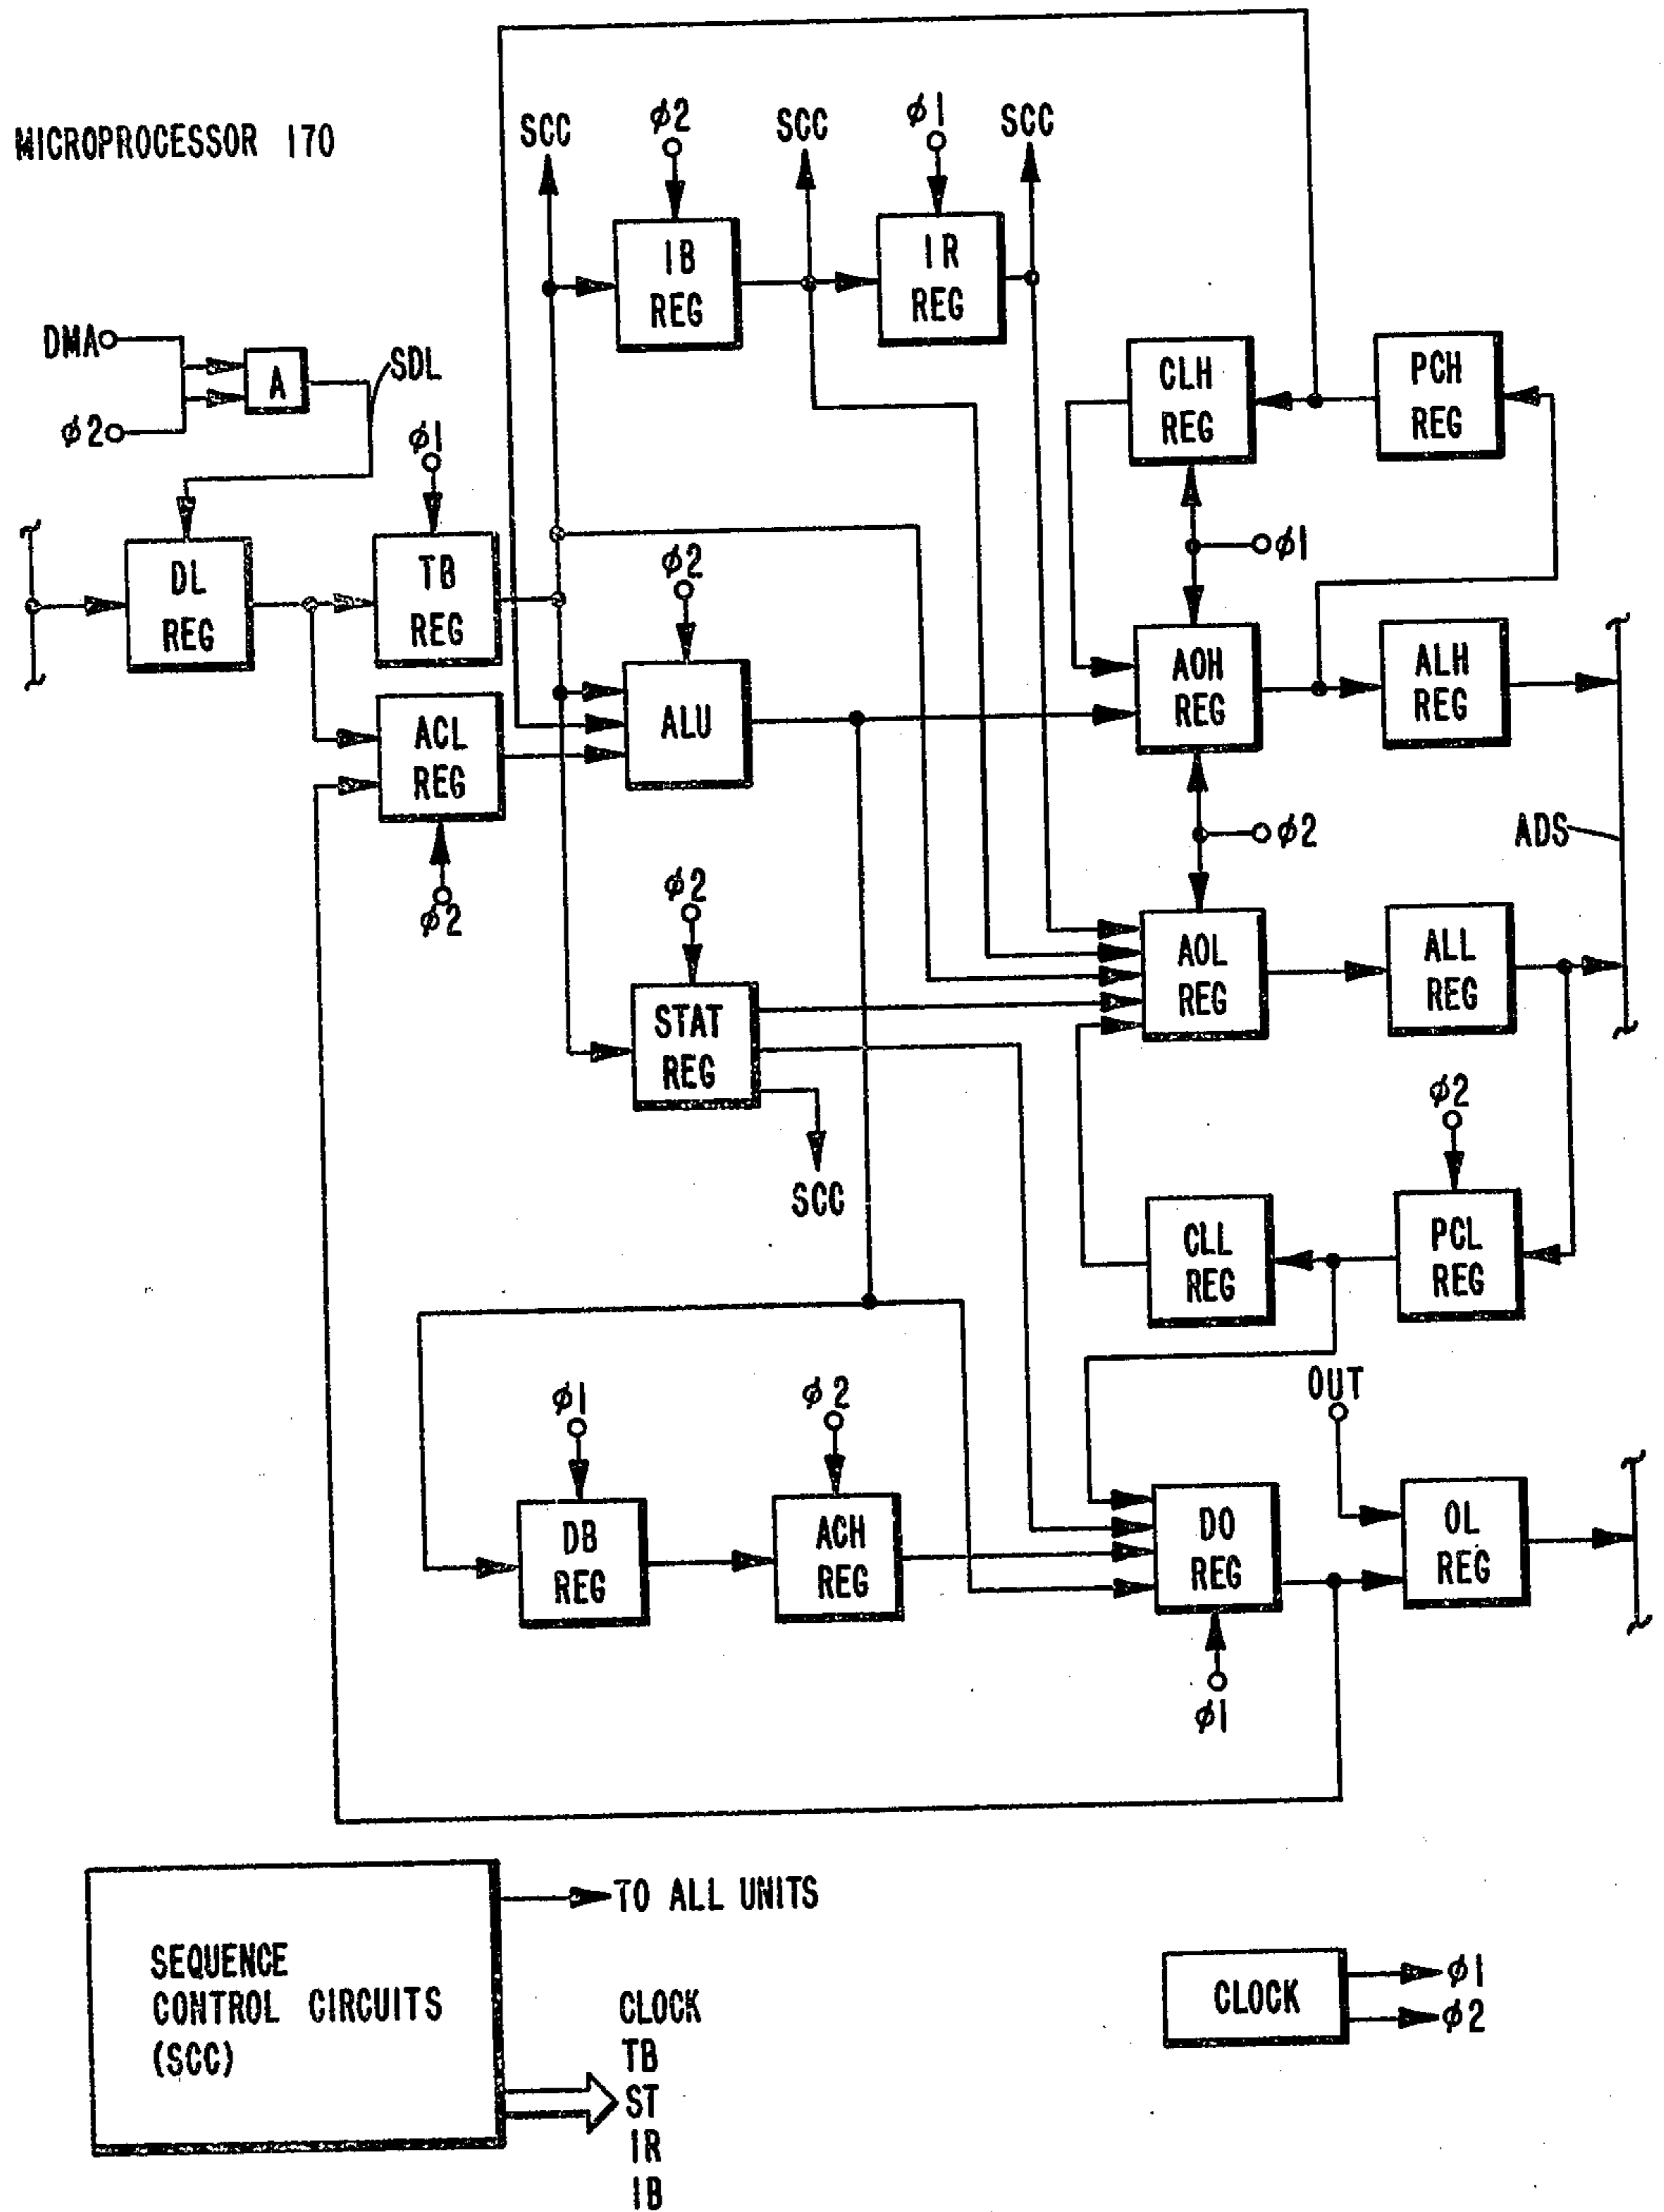 MICROPROCESSOR 170
SCC
ϕ2
SCC
ϕ1
SCC
IB
REG
IR
REG
DMA
A
SDL
ϕ2
CLH
REG
PCH
REG
ϕ1
DL
REG
TB
REG
ϕ2
ϕ1
ALU
AOH
REG
ALH
REG
ACL
REG
ϕ2
ϕ2
ADS
ϕ2
STAT
REG
AOL
REG
ALL
REG
SCC
ϕ2
CLL
REG
PCL
REG
OUT
ϕ1
ϕ2
DB
REG
ACH
REG
DO
REG
OL
REG
ϕ1
SEQUENCE
CONTROL CIRCUITS
(SCC)
TO ALL UNITS
CLOCK
TB
ST
IR
IB
CLOCK
ϕ1
ϕ2